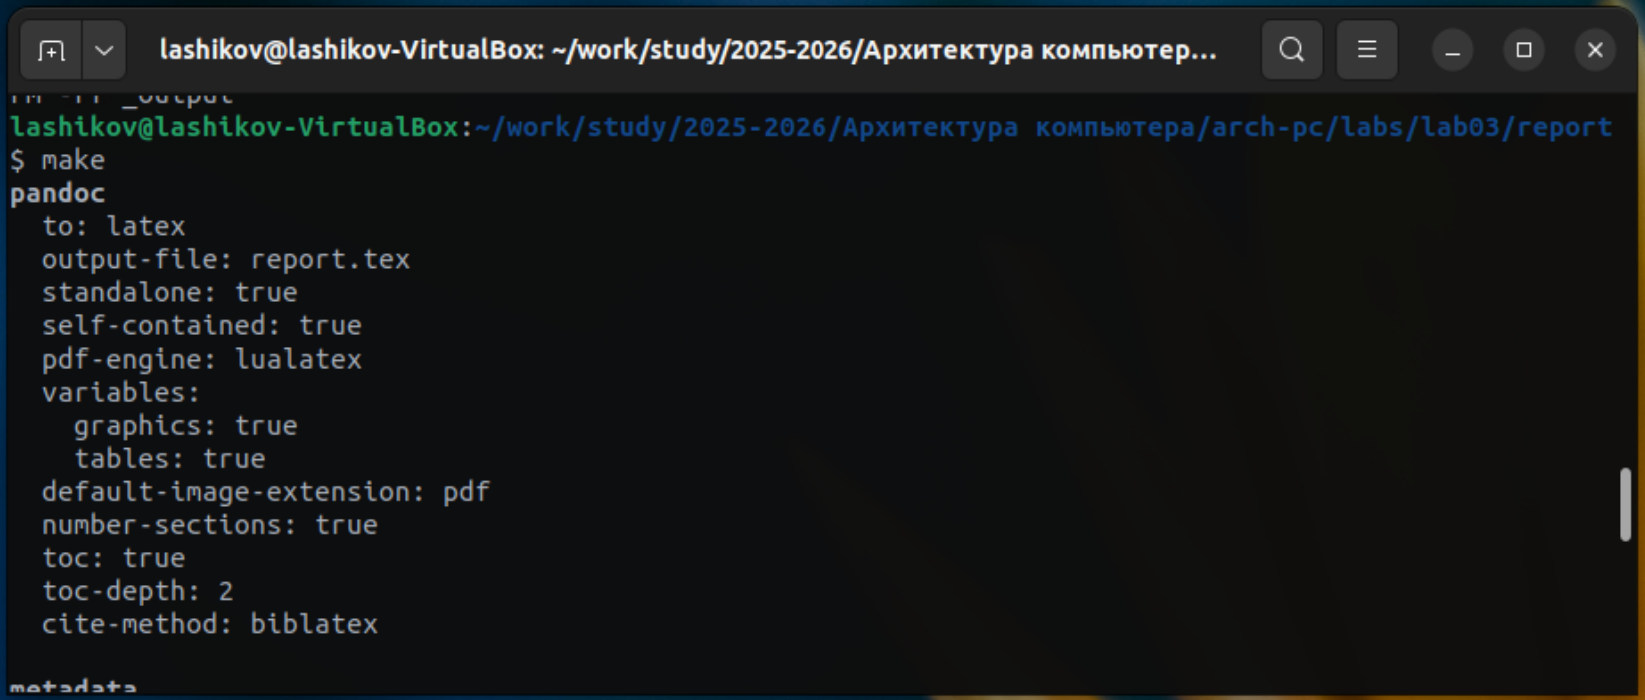 lashikov@lashikov-VirtualBox: ~/work/study/2025-2026/Архитектура компьютер...
rm -rf _output
lashikov@lashikov-VirtualBox:~/work/study/2025-2026/Архитектура компьютера/arch-pc/labs/lab03/report
$ make
pandoc
  to: latex
  output-file: report.tex
  standalone: true
  self-contained: true
  pdf-engine: lualatex
  variables:
    graphics: true
    tables: true
  default-image-extension: pdf
  number-sections: true
  toc: true
  toc-depth: 2
  cite-method: biblatex
metadata